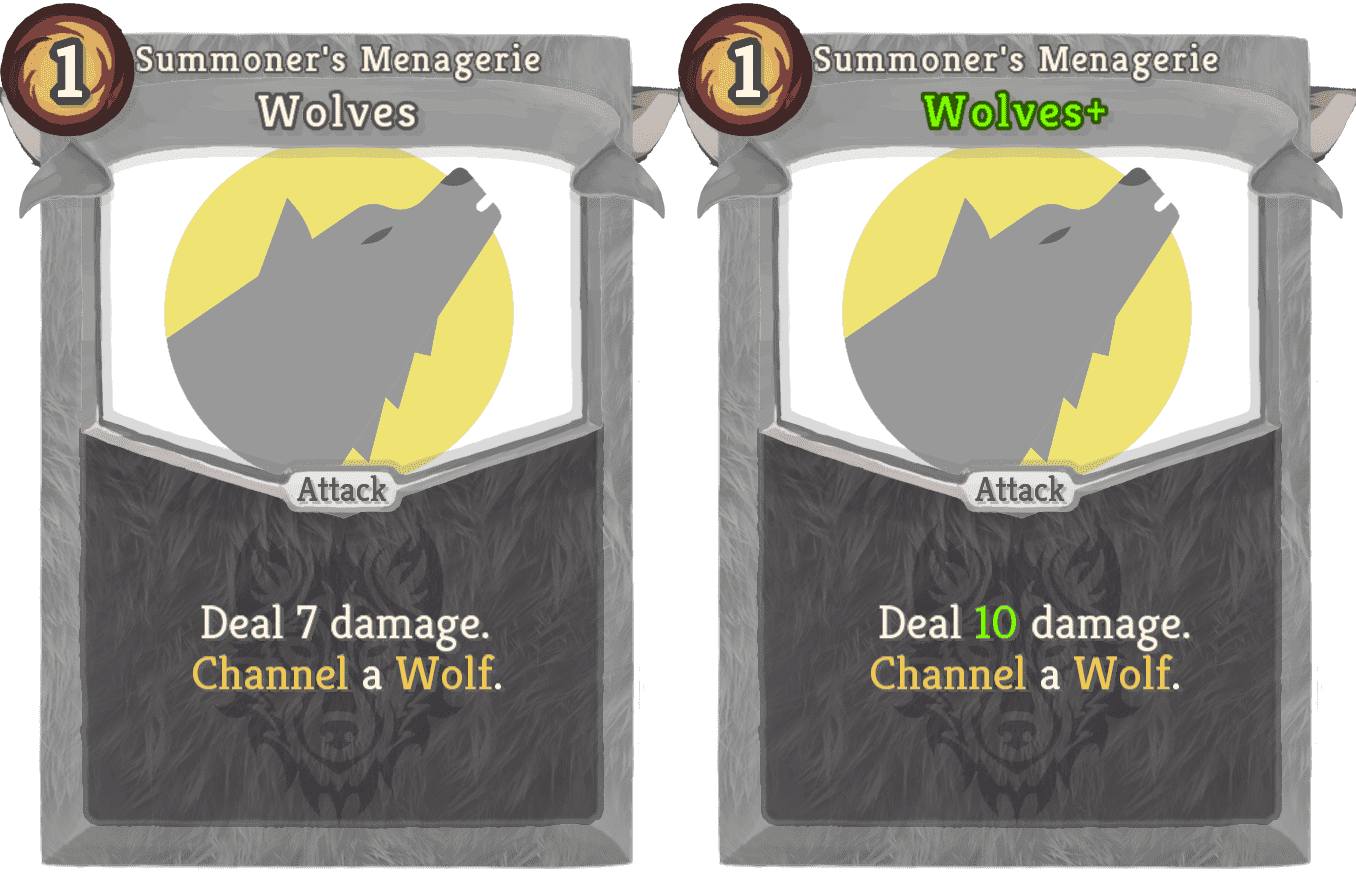 1
Summoner's Menagerie
Wolves
Attack
Deal 7 damage.
Channel a Wolf.
1
Summoner's Menagerie
Wolves+
Attack
Deal 10 damage.
Channel a Wolf.